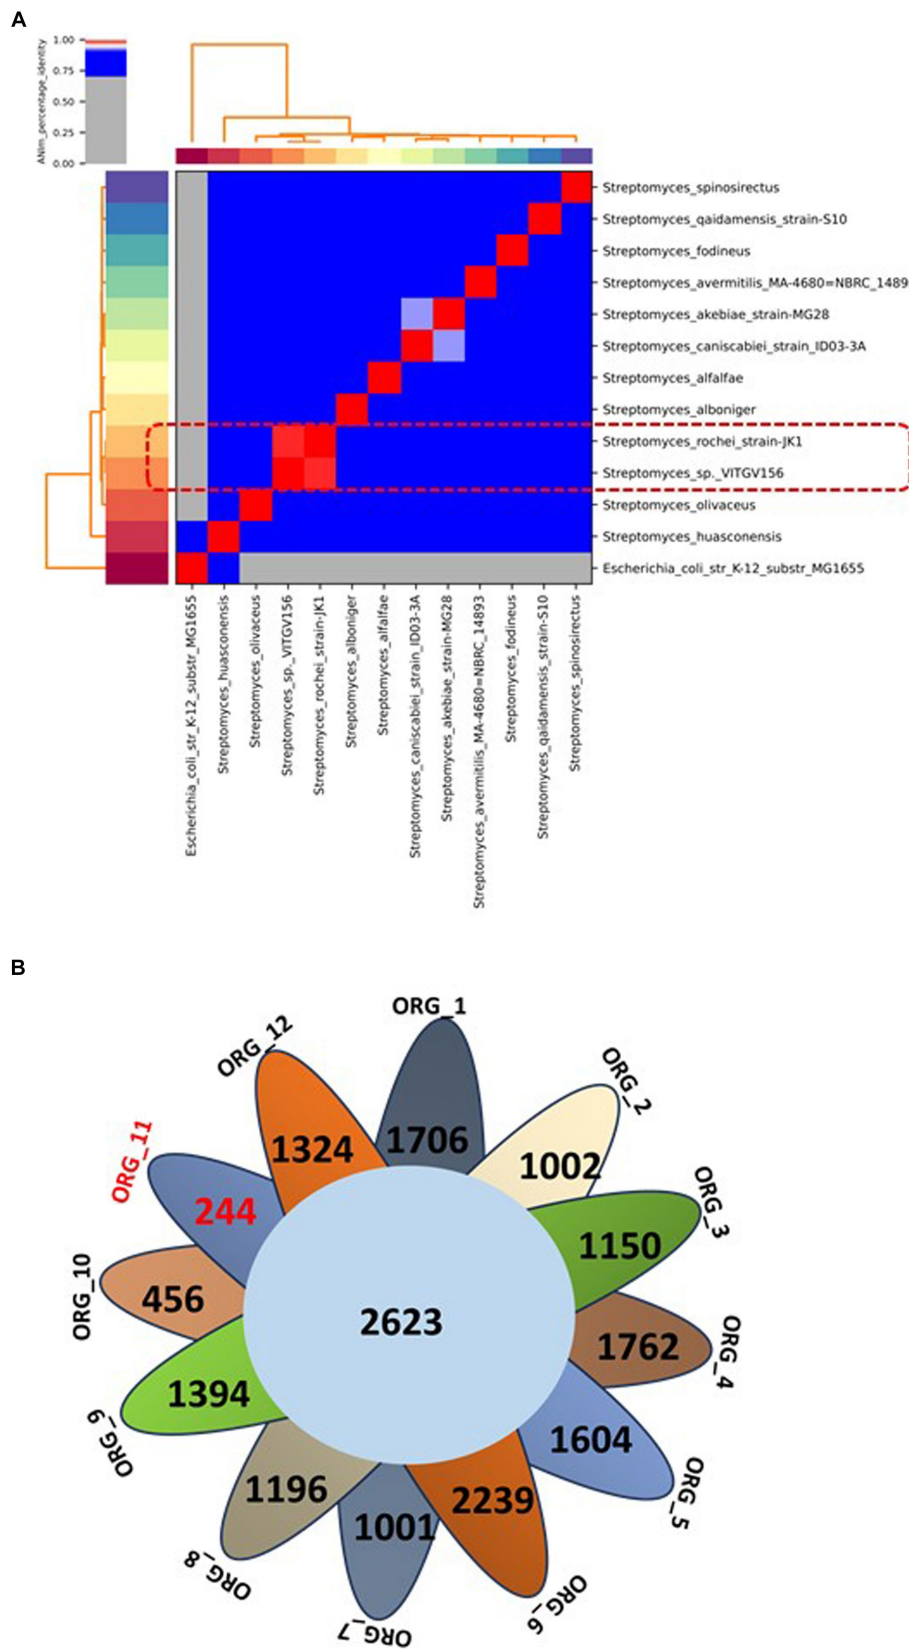 A
ANIm_percentage_identity
1.00
0.75
0.50
0.25
0.00
Streptomyces_spinosirectus
Streptomyces_qaidamensis_strain-S10
Streptomyces_fodineus
Streptomyces_avermitilis_MA-4680=NBRC_1489
Streptomyces_akebiae_strain-MG28
Streptomyces_caniscabiei_strain_ID03-3A
Streptomyces_alfalfae
Streptomyces_alboniger
Streptomyces_rochei_strain-JK1
Streptomyces_sp._VITGV156
Streptomyces_olivaceus
Streptomyces_huasconensis
Escherichia_coli_str_K-12_substr_MG1655
Escherichia_coli_str_K-12_substr_MG1655
Streptomyces_huasconensis
Streptomyces_olivaceus
Streptomyces_sp._VITGV156
Streptomyces_rochei_strain-JK1
Streptomyces_alboniger
Streptomyces_alfalfae
Streptomyces_caniscabiei_strain_ID03-3A
Streptomyces_akebiae_strain-MG28
Streptomyces_avermitilis_MA-4680=NBRC_14893
Streptomyces_fodineus
Streptomyces_qaidamensis_strain-S10
Streptomyces_spinosirectus
B
ORG_1
1706
ORG_2
1002
ORG_3
1150
ORG_4
1762
ORG_5
1604
ORG_6
2239
ORG_7
1001
ORG_8
1196
ORG_9
1394
ORG_10
456
ORG_11
244
ORG_12
1324
2623